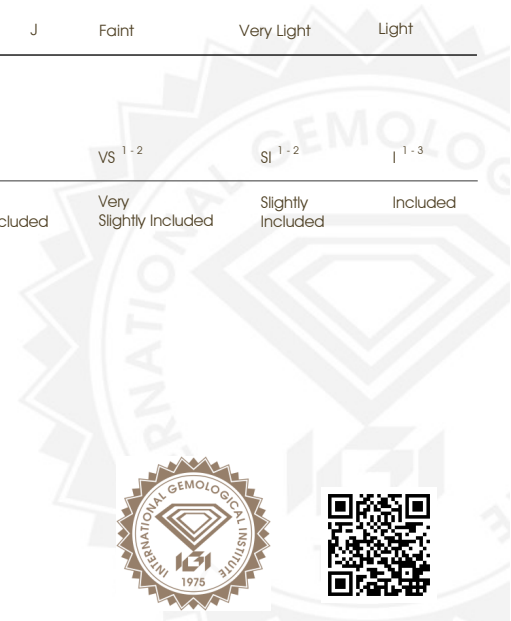 J Faint Very Light Light
VS 1 - 2 SI 1 - 2 I 1 - 3
Very Slightly Included
Slightly Included Included
cluded
INTERNATIONAL GEMOLOGICAL INSTITUTE
IGI
1975